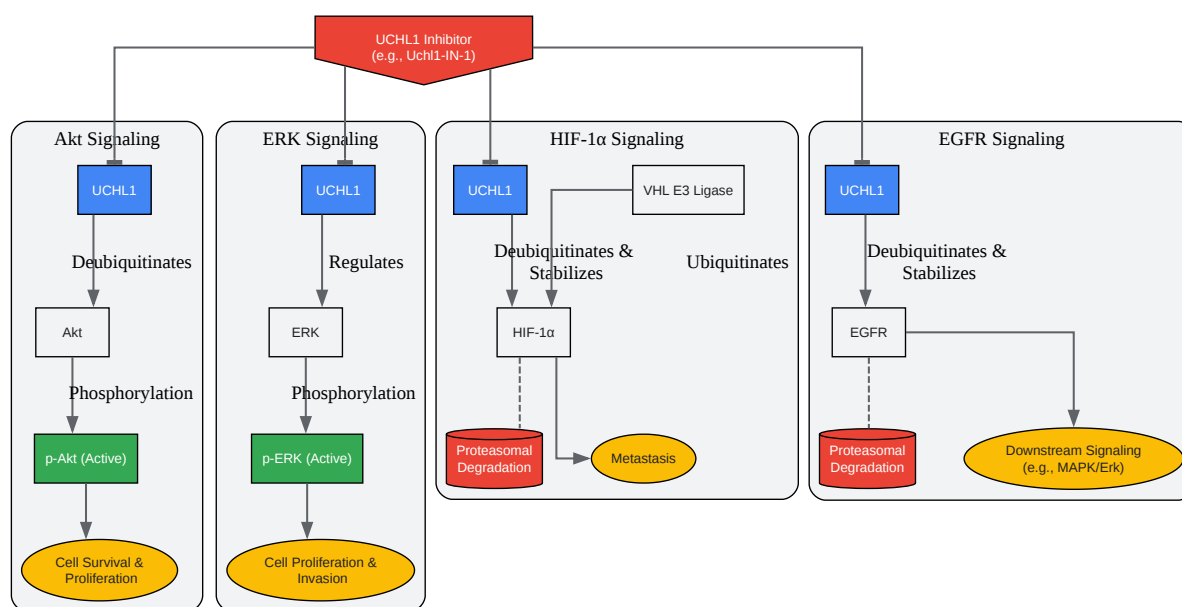 UCHL1 Inhibitor
(e.g., Uchl1-IN-1)
Akt Signaling
UCHL1
Deubiquitinates
Akt
Phosphorylation
p-Akt (Active)
Cell Survival &
Proliferation
ERK Signaling
UCHL1
Regulates
ERK
Phosphorylation
p-ERK (Active)
Cell Proliferation &
Invasion
HIF-1α Signaling
UCHL1
VHL E3 Ligase
Deubiquitinates &
Stabilizes
Ubiquitinates
HIF-1α
Proteasomal
Degradation
Metastasis
EGFR Signaling
UCHL1
Deubiquitinates &
Stabilizes
EGFR
Proteasomal
Degradation
Downstream Signaling
(e.g., MAPK/Erk)